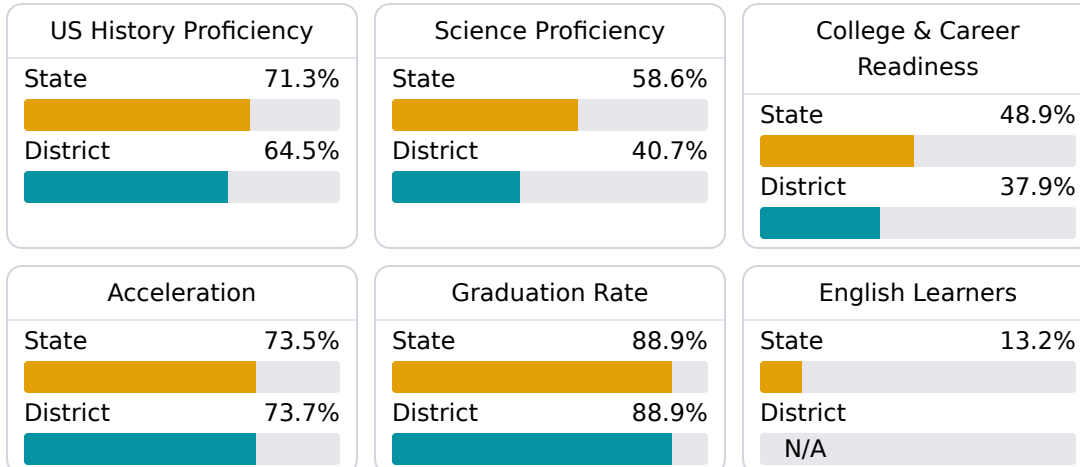 US History Proficiency
State 71.3%
District 64.5%
Science Proficiency
State 58.6%
District 40.7%
College & Career
Readiness
State 48.9%
District 37.9%
Acceleration
State 73.5%
District 73.7%
Graduation Rate
State 88.9%
District 88.9%
English Learners
State 13.2%
District
N/A